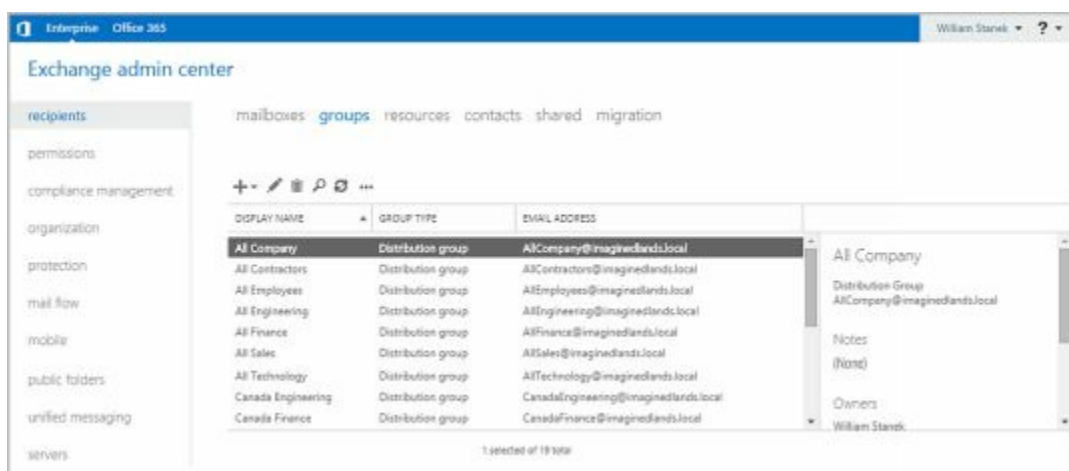 Enterprise Office 365 William Stanek ?
Exchange admin center
recipients
permissions
compliance management
organization
protection
mail flow
mobile
public folders
unified messaging
servers
mailboxes groups resources contacts shared migration
DISPLAY NAME GROUP TYPE EMAIL ADDRESS
All Company Distribution group AllCompany@imaginedlands.local
All Contractors Distribution group AllContractors@imaginedlands.local
All Employees Distribution group AllEmployees@imaginedlands.local
All Engineering Distribution group AllEngineering@imaginedlands.local
All Finance Distribution group AllFinance@imaginedlands.local
All Sales Distribution group AllSales@imaginedlands.local
All Technology Distribution group AllTechnology@imaginedlands.local
Canada Engineering Distribution group CanadaEngineering@imaginedlands.local
Canada Finance Distribution group CanadaFinance@imaginedlands.local
1 selected of 19 total
All Company
Distribution Group
AllCompany@imaginedlands.local
Notes
(None)
Owners
William Stanek